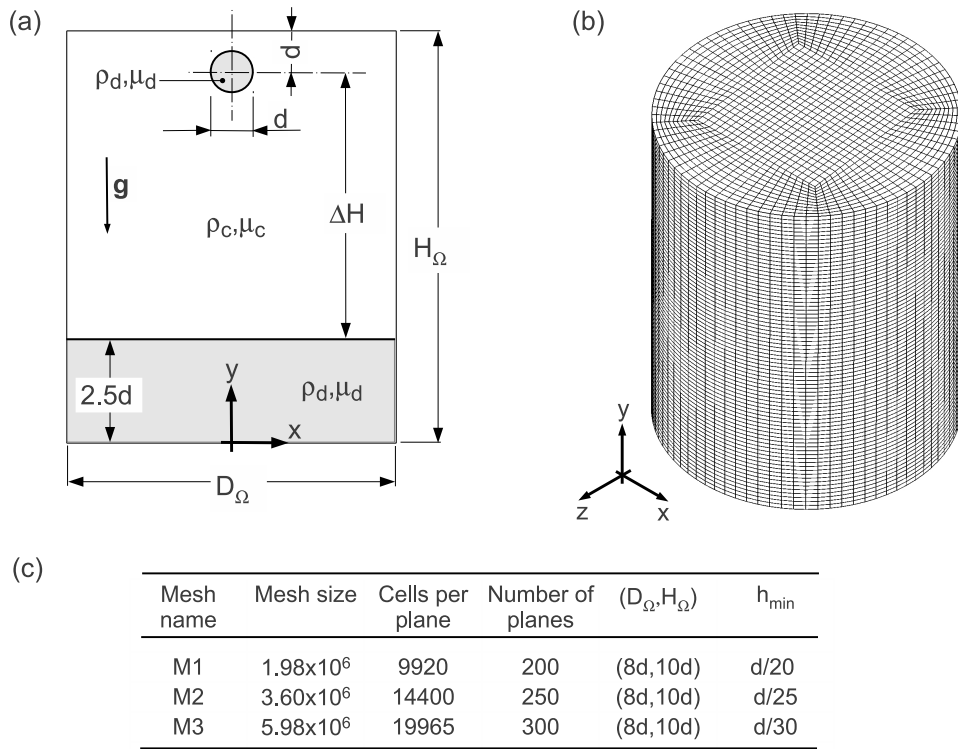 (a)
d
ρd,μd
d
g
ΔH
ρc,μc
HΩ
y
2.5d
ρd,μd
x
DΩ
(b)
y
z
x
(c)
Mesh name Mesh size Cells per plane Number of planes (DΩ,HΩ) hmin
M1 1.98x10⁶ 9920 200 (8d,10d) d/20
M2 3.60x10⁶ 14400 250 (8d,10d) d/25
M3 5.98x10⁶ 19965 300 (8d,10d) d/30